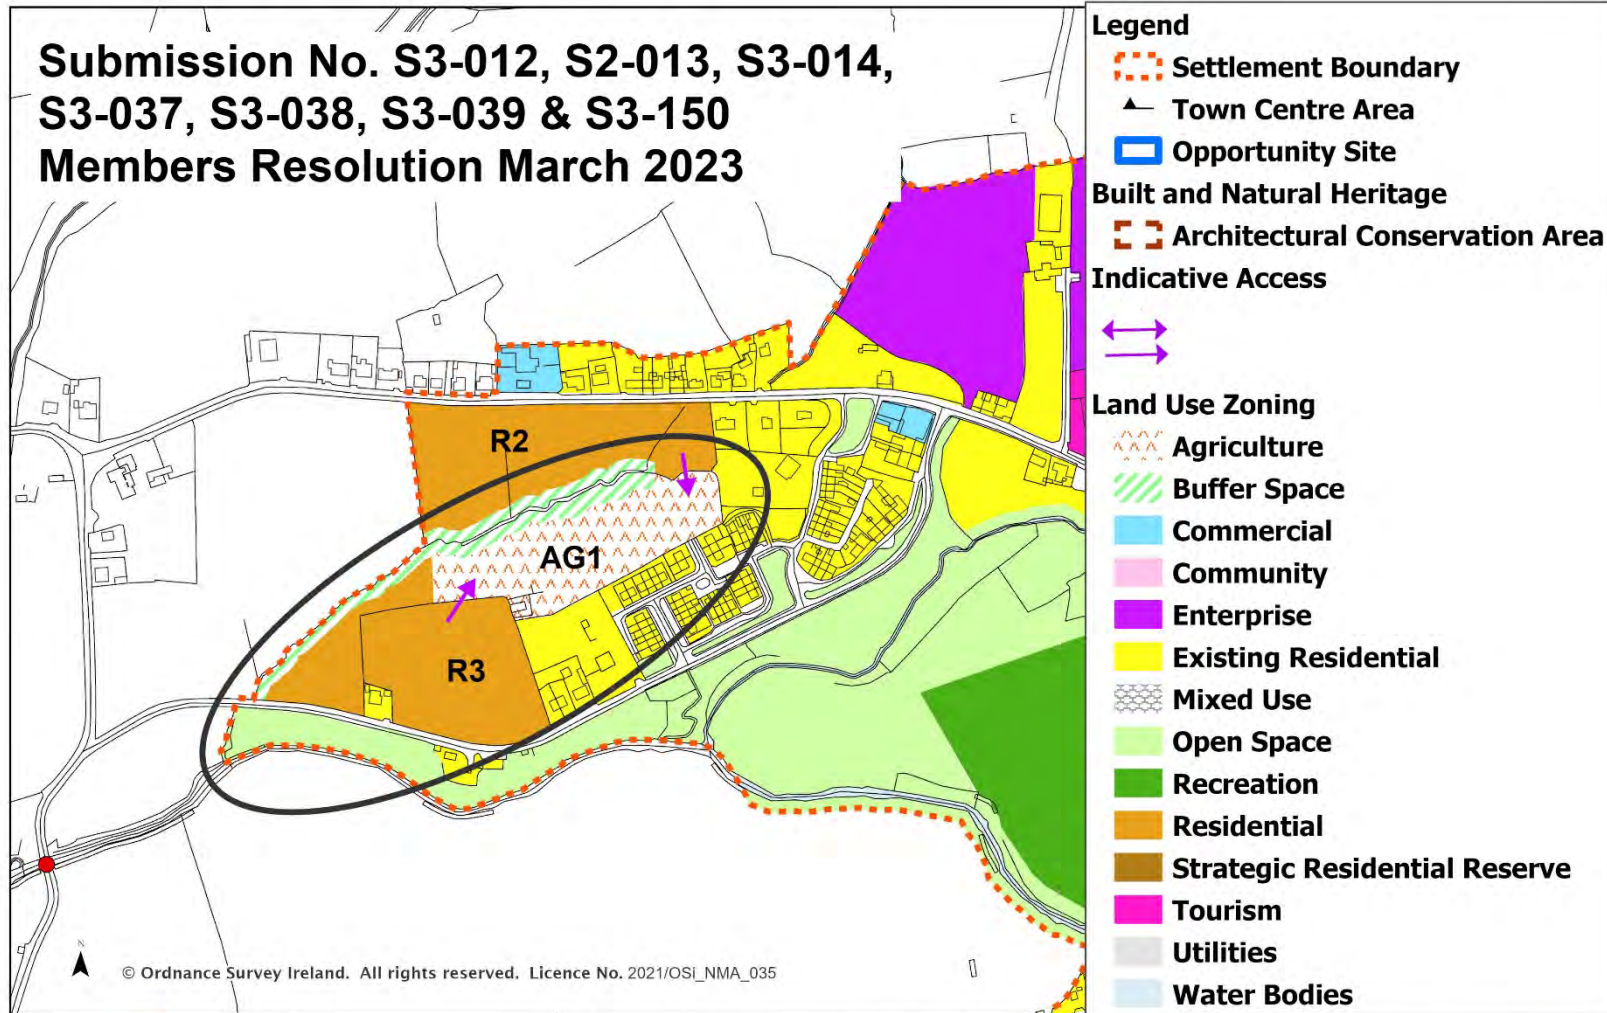 Submission No. S3-012, S2-013, S3-014,
S3-037, S3-038, S3-039 & S3-150
Members Resolution March 2023
R2
AG1
R3
N
© Ordnance Survey Ireland. All rights reserved. Licence No. 2021/OSi_NMA_035
Legend
Settlement Boundary
Town Centre Area
Opportunity Site
Built and Natural Heritage
Architectural Conservation Area
Indicative Access
Land Use Zoning
Agriculture
Buffer Space
Commercial
Community
Enterprise
Existing Residential
Mixed Use
Open Space
Recreation
Residential
Strategic Residential Reserve
Tourism
Utilities
Water Bodies